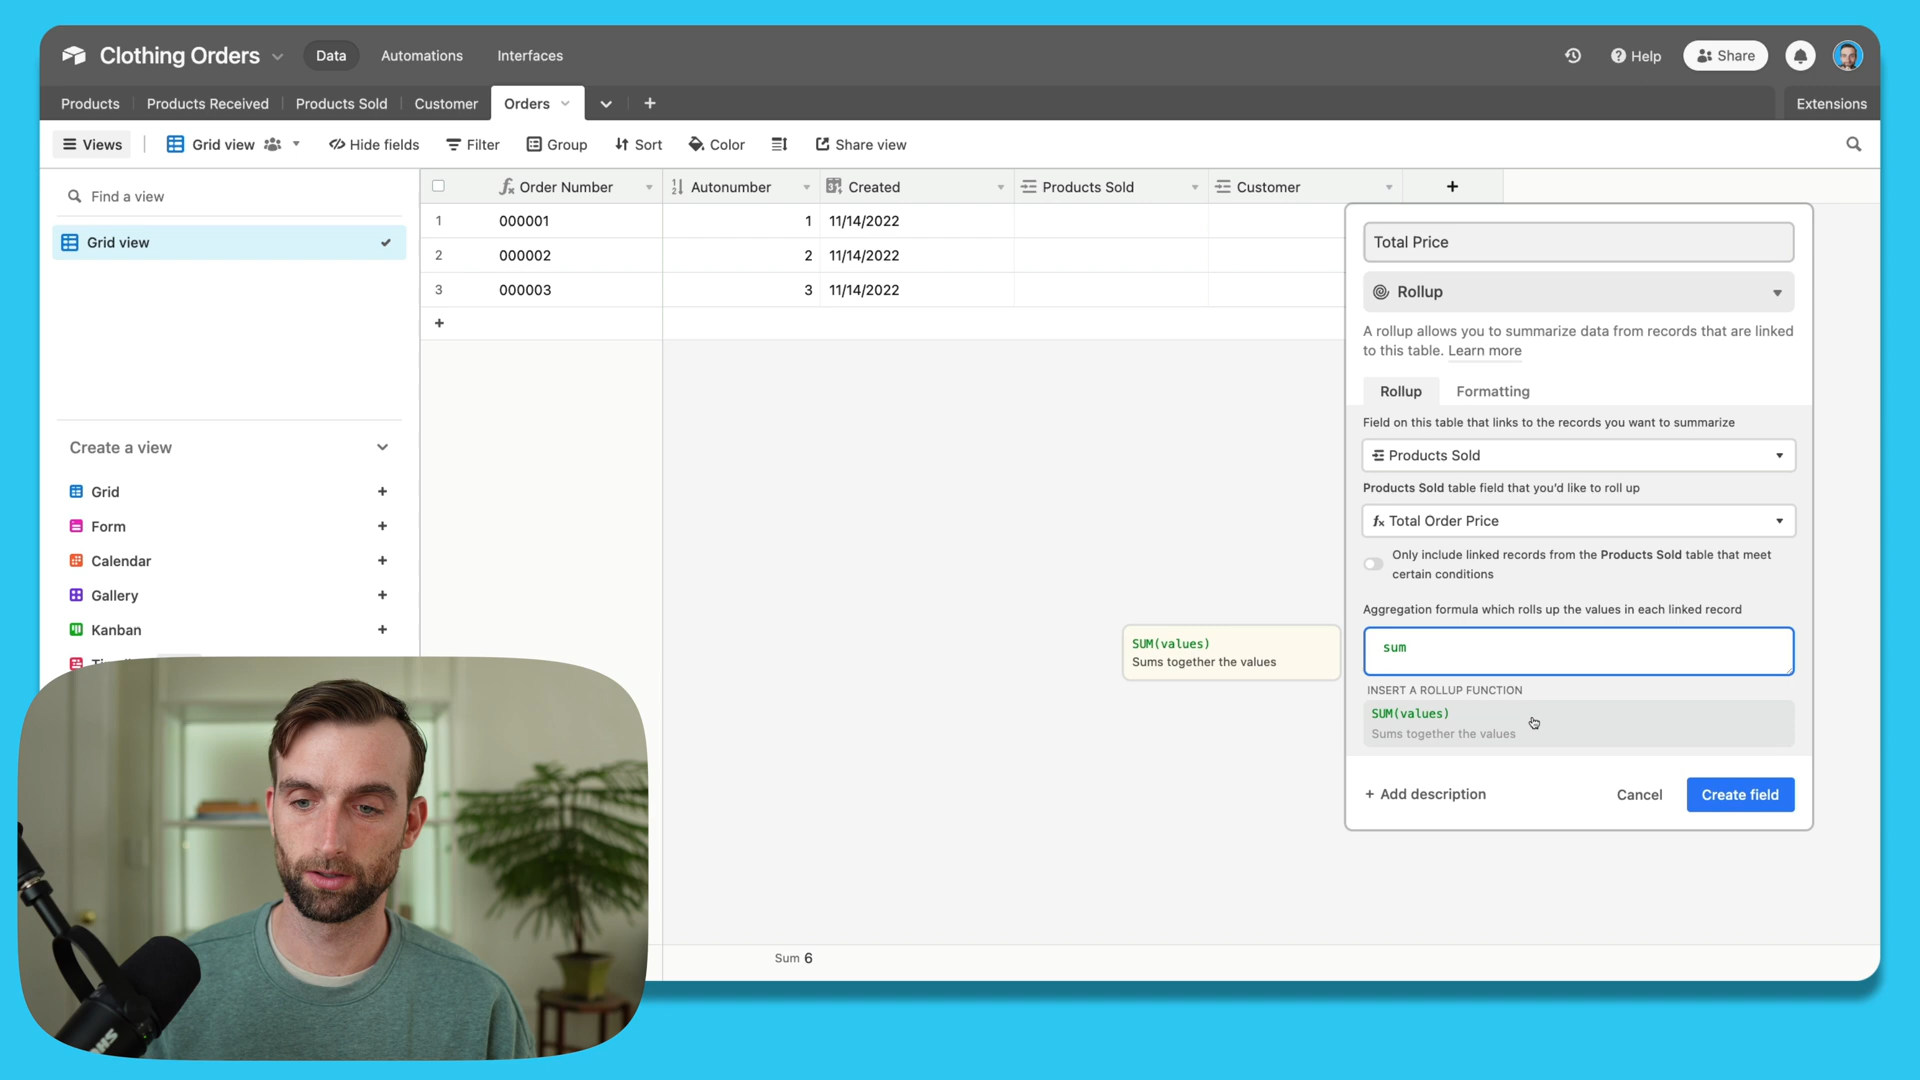 Clothing Orders
Data
Automations
Interfaces
Help
Share
Products
Products Received
Products Sold
Customer
Orders
Extensions
Views
Grid view
Hide fields
Filter
Group
Sort
Color
Share view
Find a view
Grid view
Create a view
Grid
Form
Calendar
Gallery
Kanban
Order Number
Autonumber
Created
Products Sold
Customer
1 000001 1 11/14/2022
2 000002 2 11/14/2022
3 000003 3 11/14/2022
Sum 6
Total Price
Rollup
A rollup allows you to summarize data from records that are linked
to this table. Learn more
Rollup
Formatting
Field on this table that links to the records you want to summarize
Products Sold
Products Sold table field that you'd like to roll up
Total Order Price
Only include linked records from the Products Sold table that meet
certain conditions
Aggregation formula which rolls up the values in each linked record
sum
SUM(values)
Sums together the values
INSERT A ROLLUP FUNCTION
SUM(values)
Sums together the values
+ Add description
Cancel
Create field